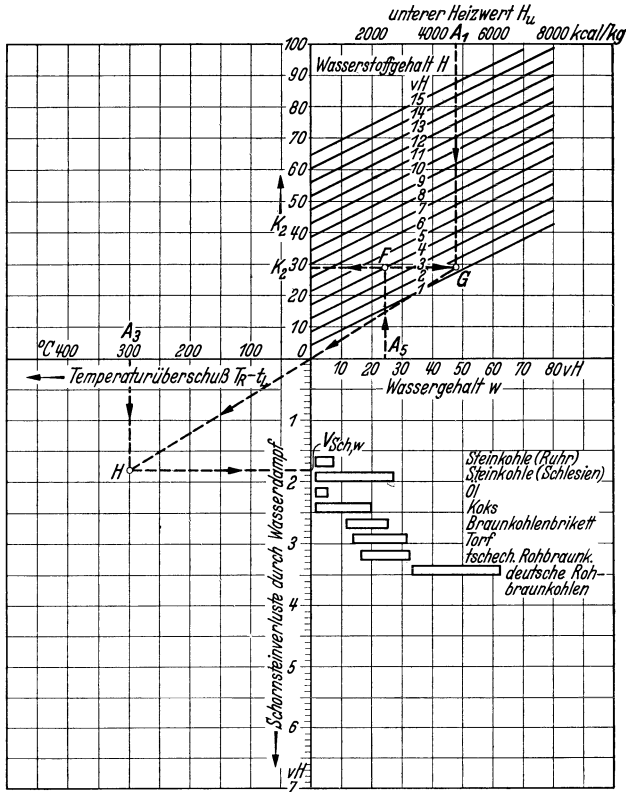 unterer Heizwert Hu
2000 4000 A1 6000 8000 kcal/kg
100
90
80
70
60
50
40
30
20
10
K2
K2
Wasserstoffgehalt H
vH
15
14
13
12
11
10
9
8
7
6
5
4
3
2
1
F
G
A3
A5
°C 400 300 200 100 0
10 20 30 40 50 60 70 80 vH
Temperaturüberschuß TR-tL
Wassergehalt w
H
VSch,w
Schornsteinverluste durch Wasserdampf
1
2
3
4
5
6
vH
7
Steinkohle (Ruhr)
Steinkohle (Schlesien)
Öl
Koks
Braunkohlenbrikett
Torf
tschech. Rohbraunk.
deutsche Roh-
braunkohlen